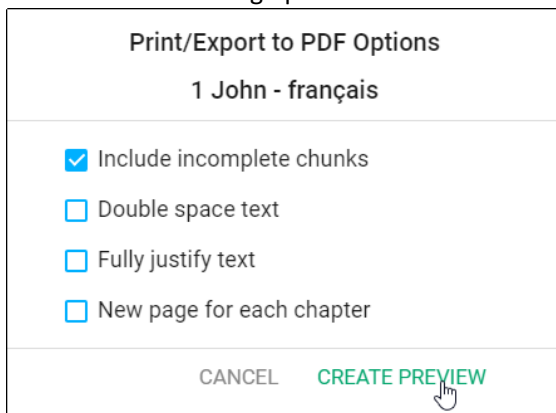 Print/Export to PDF Options
1 John - français
Include incomplete chunks
Double space text
Fully justify text
New page for each chapter
CANCEL CREATE PREVIEW